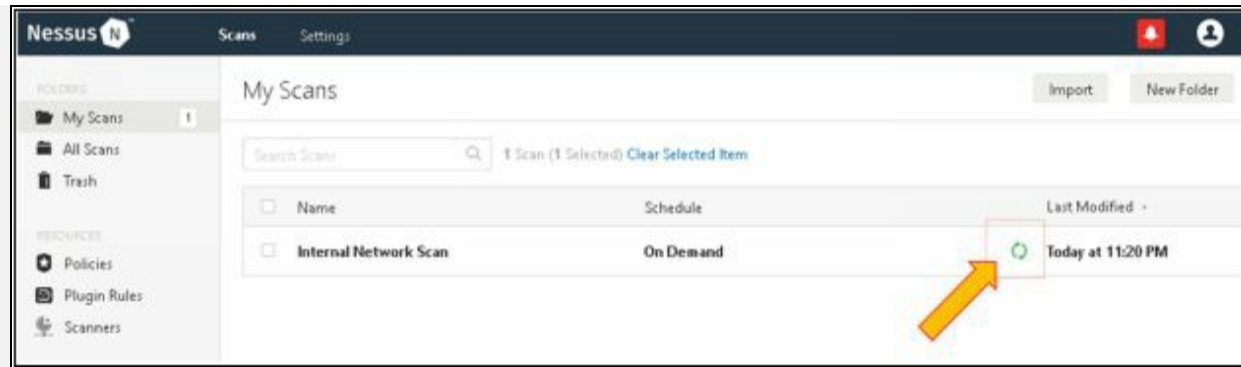 Nessus N Scans Settings
FOLDERS
My Scans 1
All Scans
Trash
RESOURCES
Policies
Plugin Rules
Scanners
My Scans Import New Folder
Search Scans 1 Scan (1 Selected) Clear Selected Item
Name Schedule Last Modified
Internal Network Scan On Demand Today at 11:20 PM